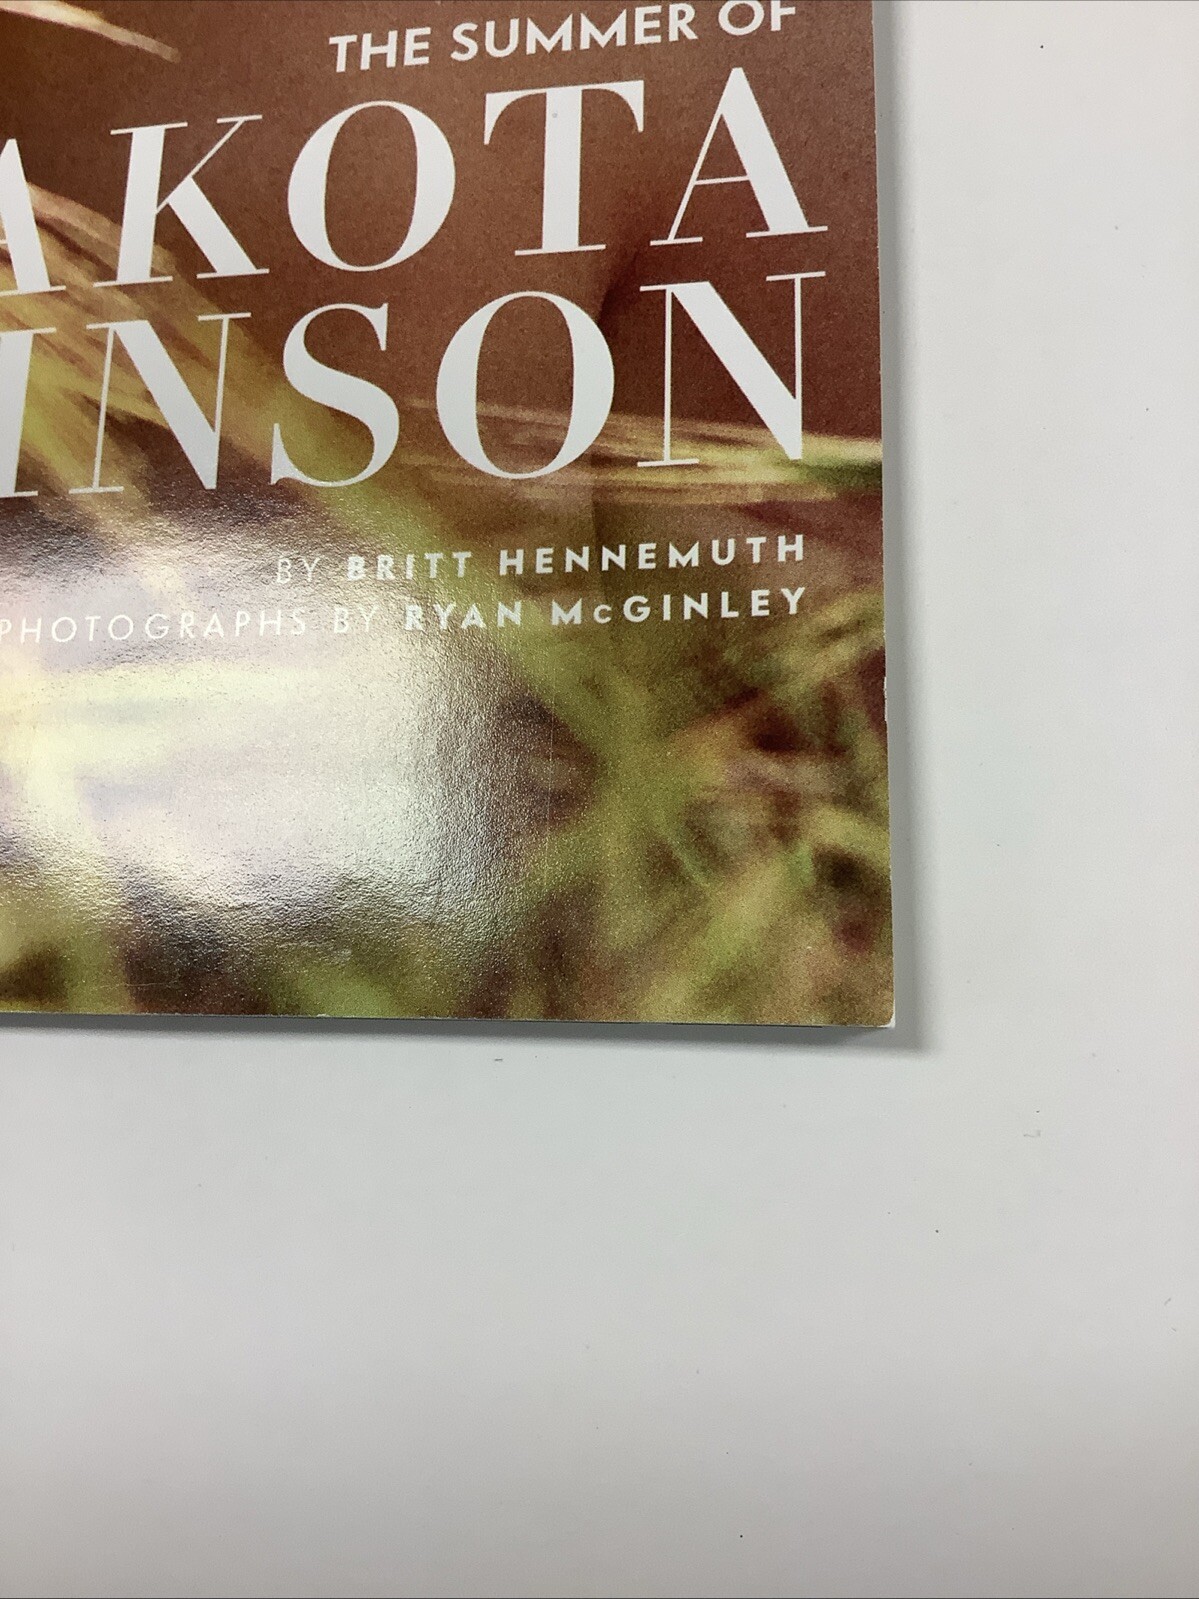 THE SUMMER OF
AKOTA
INSON
BY BRITT HENNEMUTH
PHOTOGRAPHS BY RYAN McGINLEY